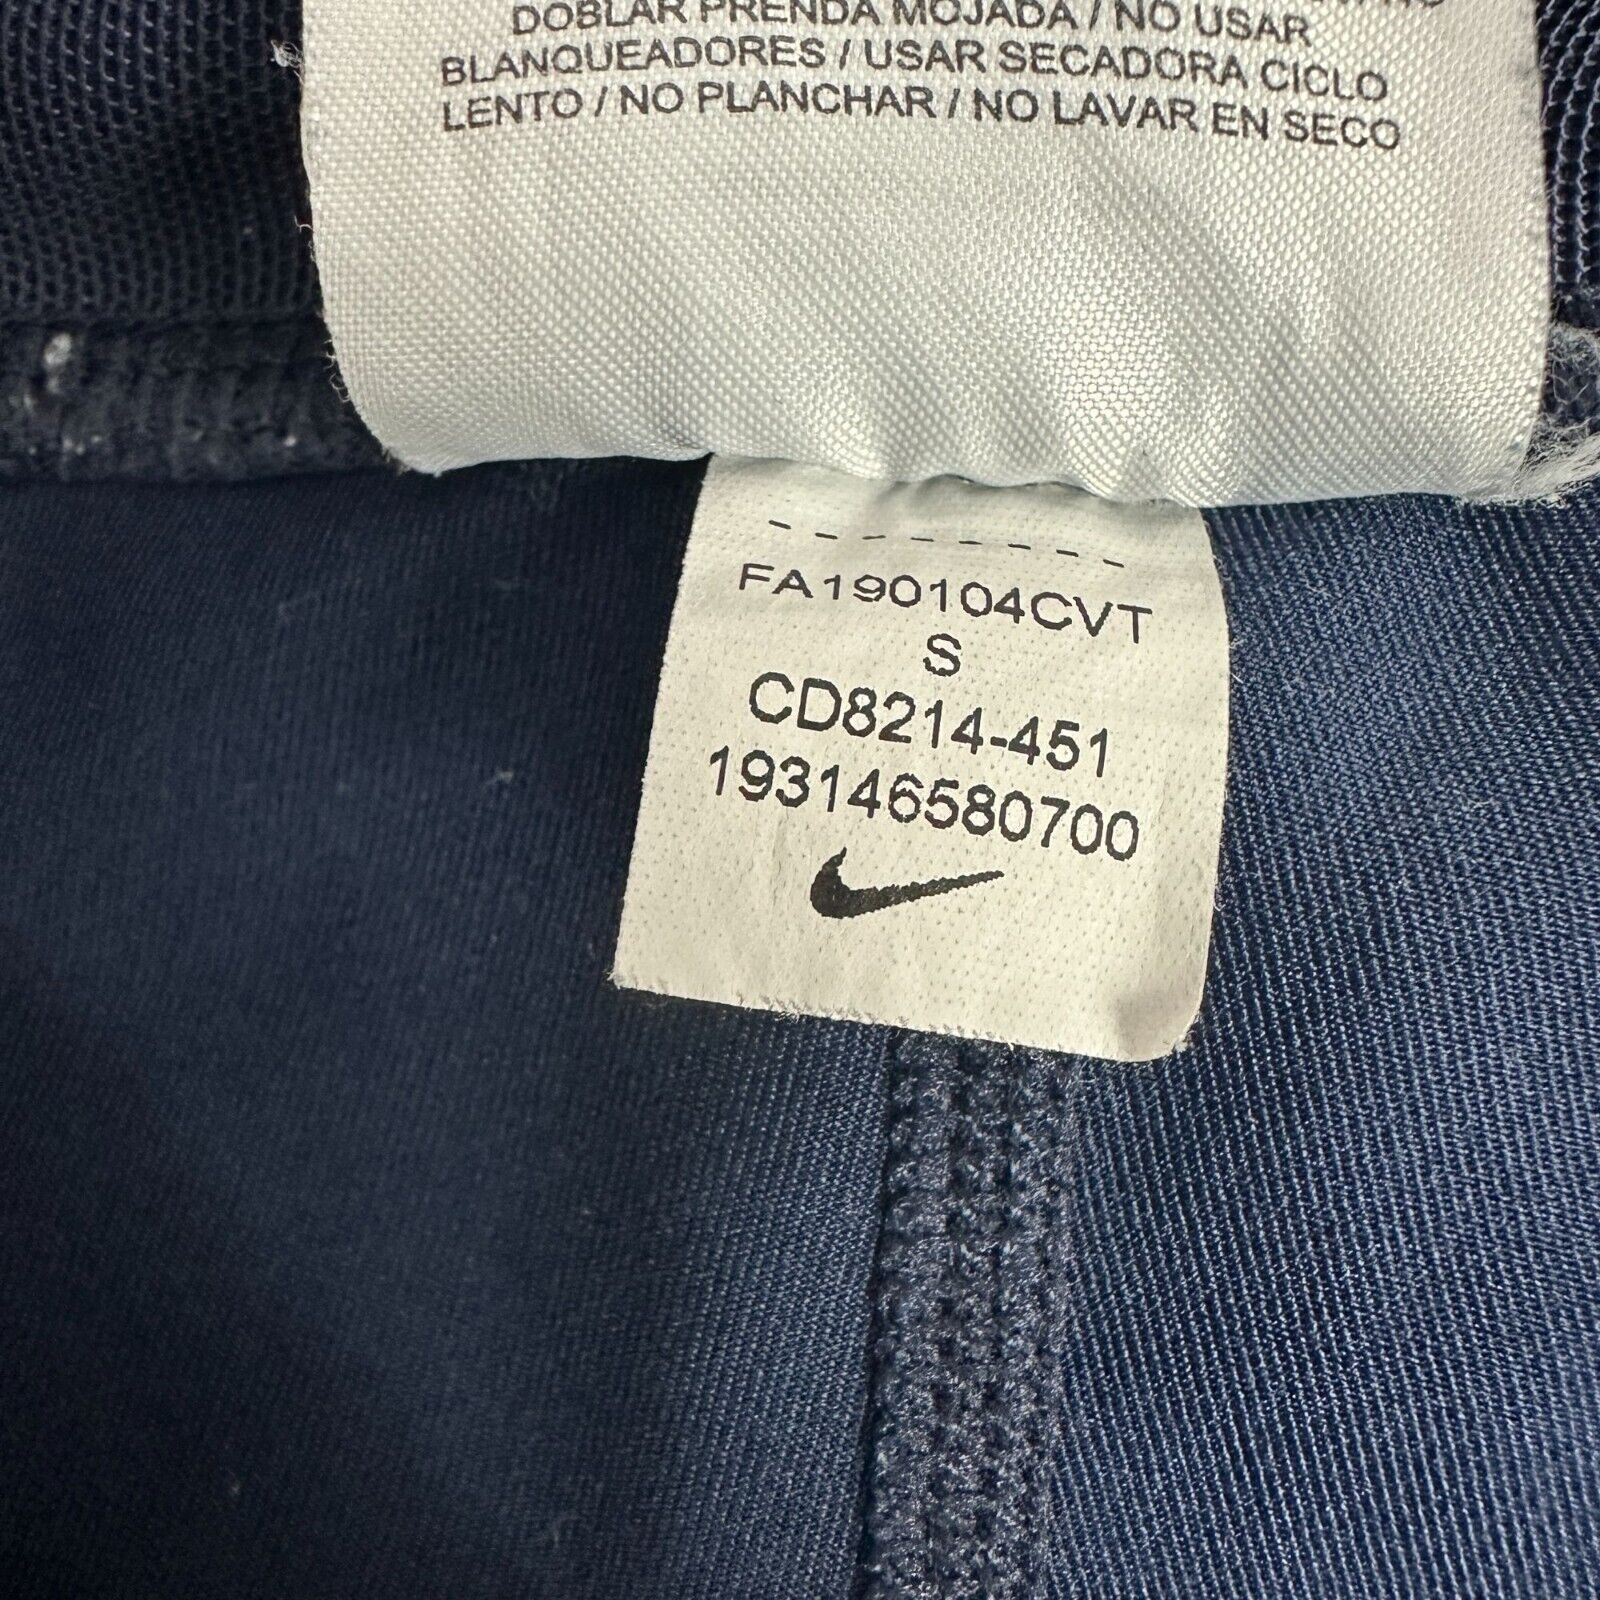 DOBLAR PRENDA MOJADA / NO USAR
BLANQUEADORES / USAR SECADORA CICLO
LENTO / NO PLANCHAR / NO LAVAR EN SECO
FA190104CVT
S
CD8214-451
193146580700